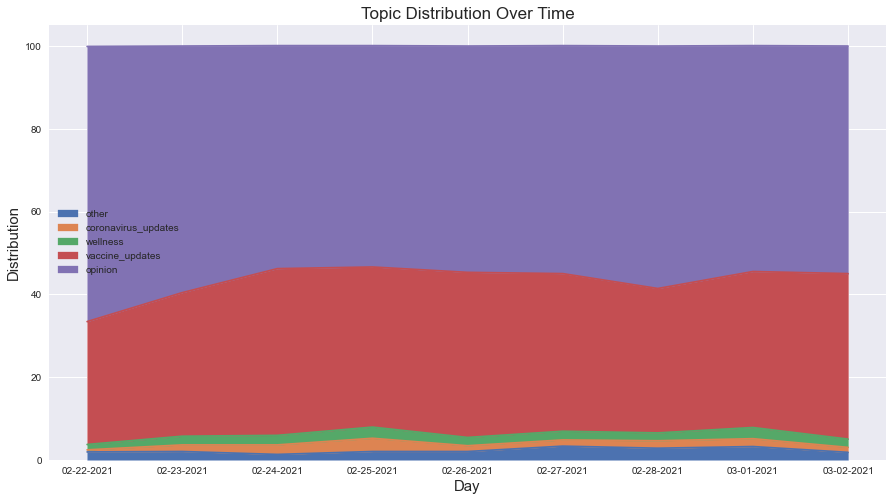 Topic Distribution Over Time
100
80
60
40
20
0
Distribution
other
coronavirus_updates
wellness
vaccine_updates
opinion
02-22-2021 02-23-2021 02-24-2021 02-25-2021 02-26-2021 02-27-2021 02-28-2021 03-01-2021 03-02-2021
Day